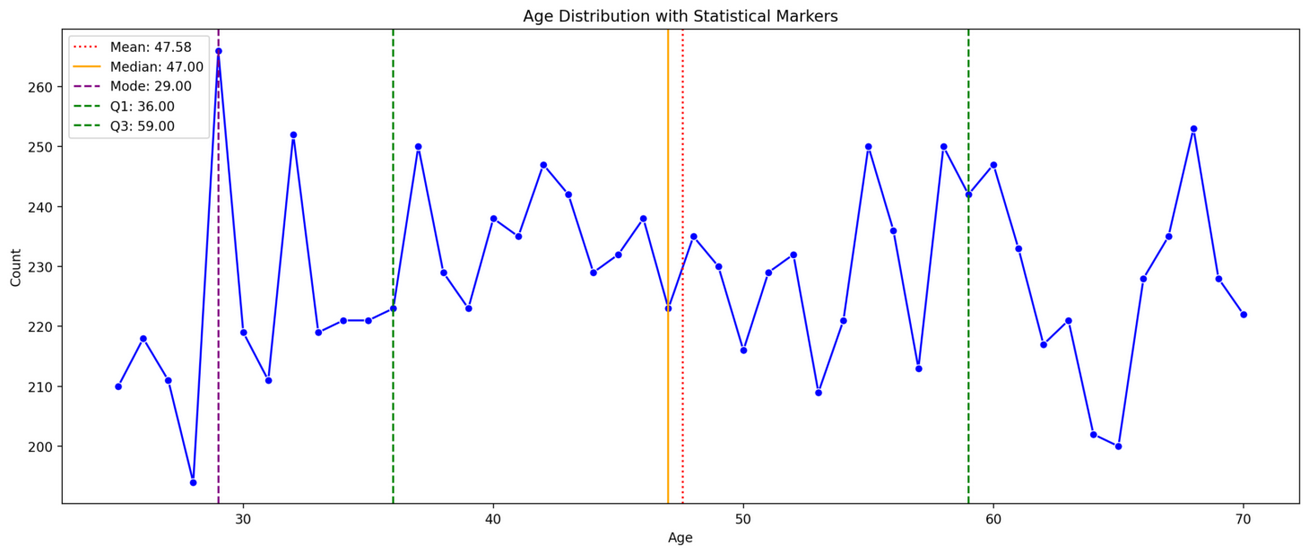 Age Distribution with Statistical Markers
Mean: 47.58
Median: 47.00
Mode: 29.00
Q1: 36.00
Q3: 59.00
260
250
240
230
220
210
200
Count
30 40 50 60 70
Age